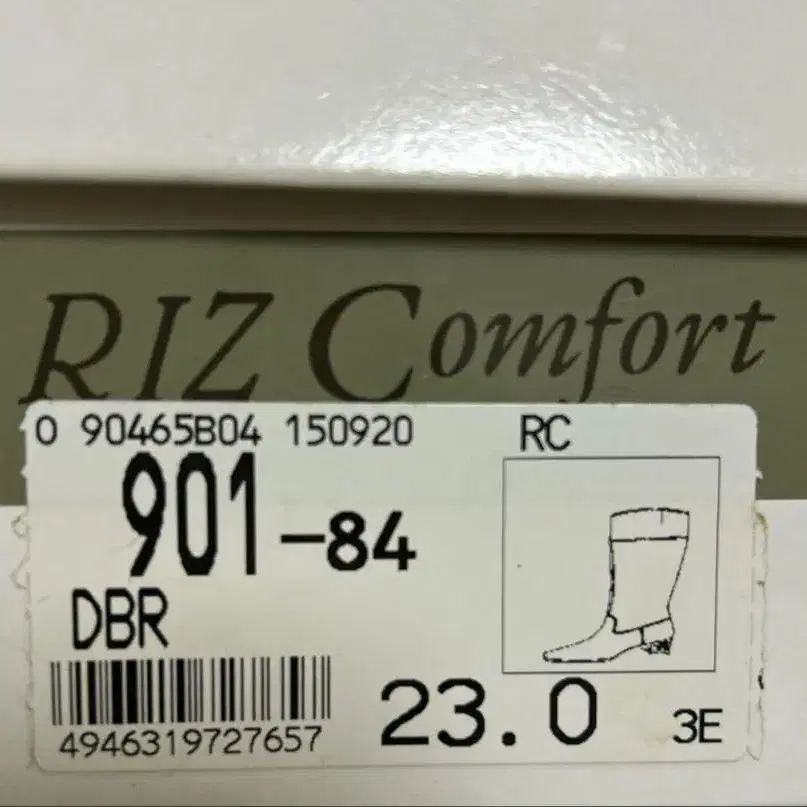 RIZ Comfort
0 90465B04 150920 RC
901-84
DBR
4946319727657
23.0 3E